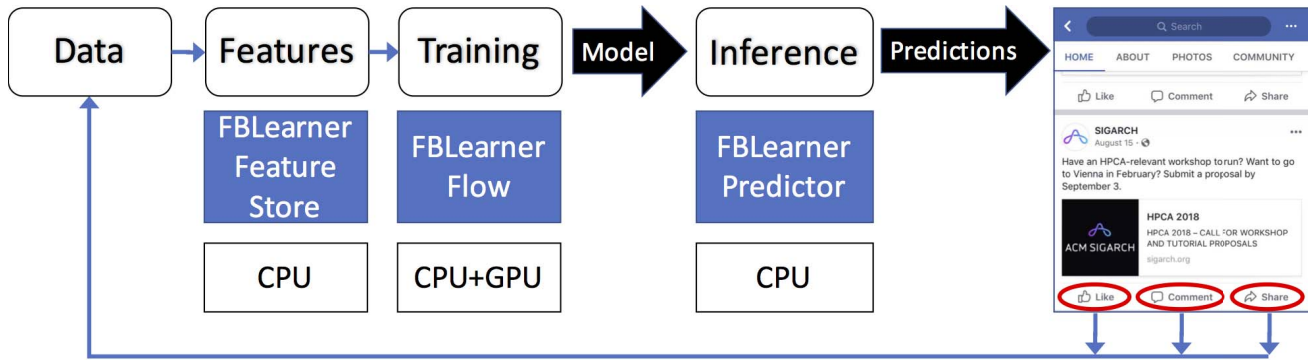 Data
Features
Training
Model
Inference
Predictions
FBLearner
Feature
Store
FBLearner
Flow
FBLearner
Predictor
CPU
CPU+GPU
CPU
Search
HOME ABOUT PHOTOS COMMUNITY
Like Comment Share
SIGARCH
August 15 ·
Have an HPCA-relevant workshop to run? Want to go
to Vienna in February? Submit a proposal by
September 3.
ACM SIGARCH
HPCA 2018
HPCA 2018 – CALL FOR WORKSHOP
AND TUTORIAL PROPOSALS
sigarch.org
Like Comment Share